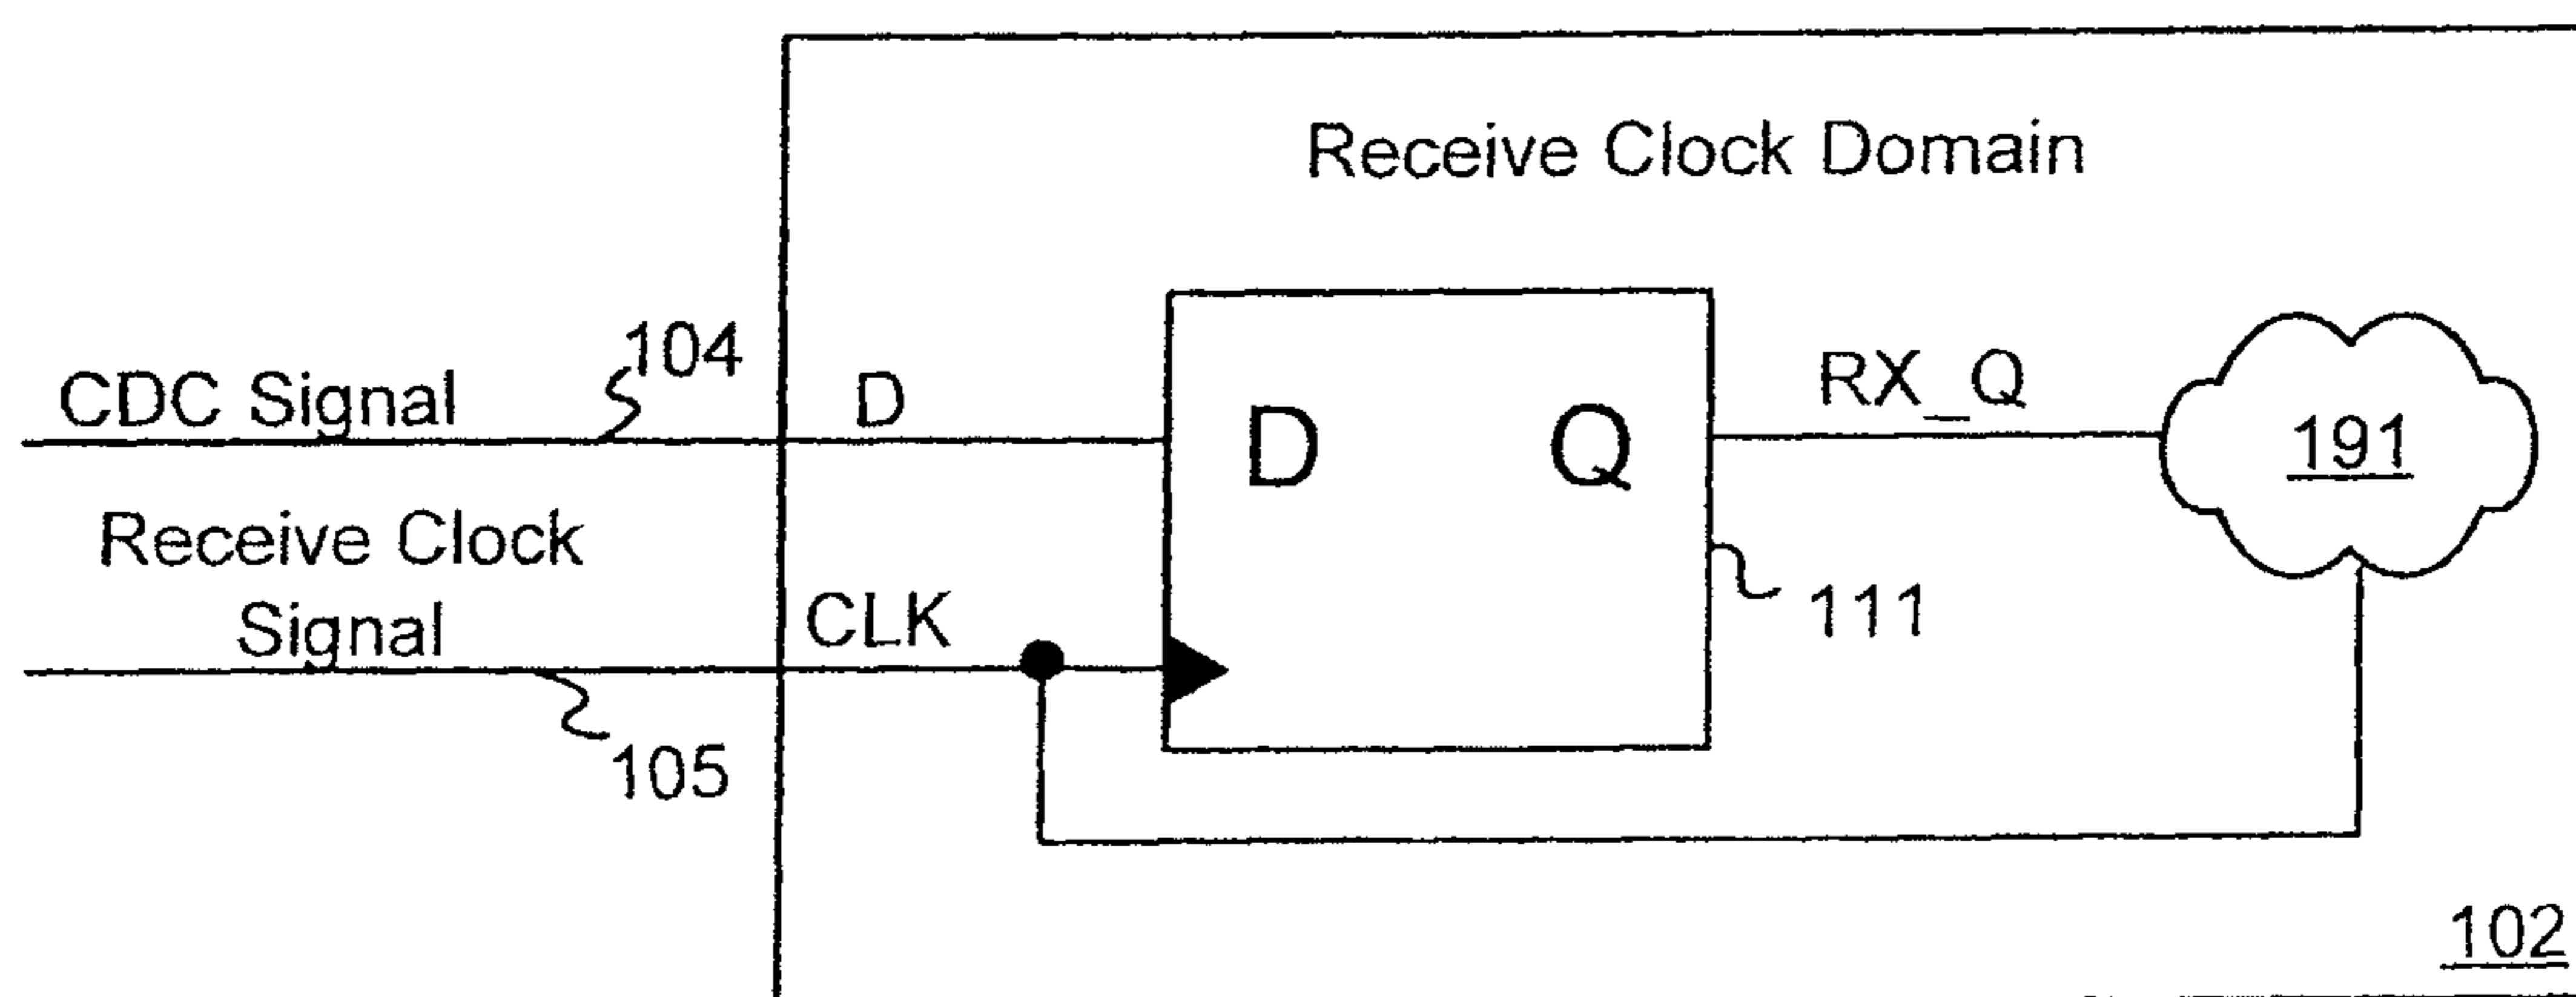 Receive Clock Domain
104
CDC Signal
D
RX_Q
D
Q
191
Receive Clock
Signal
CLK
111
105
102